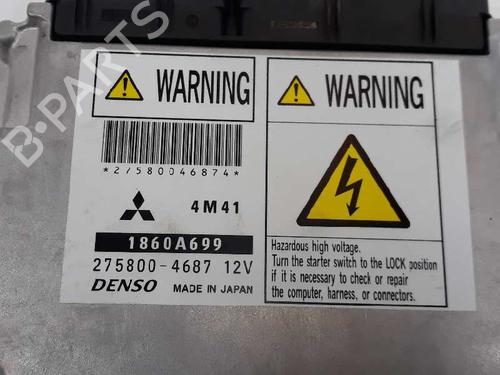 WARNING
*27580046874*
4M41
1860A699
275800-4687 12V
DENSO MADE IN JAPAN
WARNING
Hazardous high voltage.
Turn the starter switch to the LOCK position
if it is necessary to check or repair
the computer, harness, or connectors.
B-PARTS